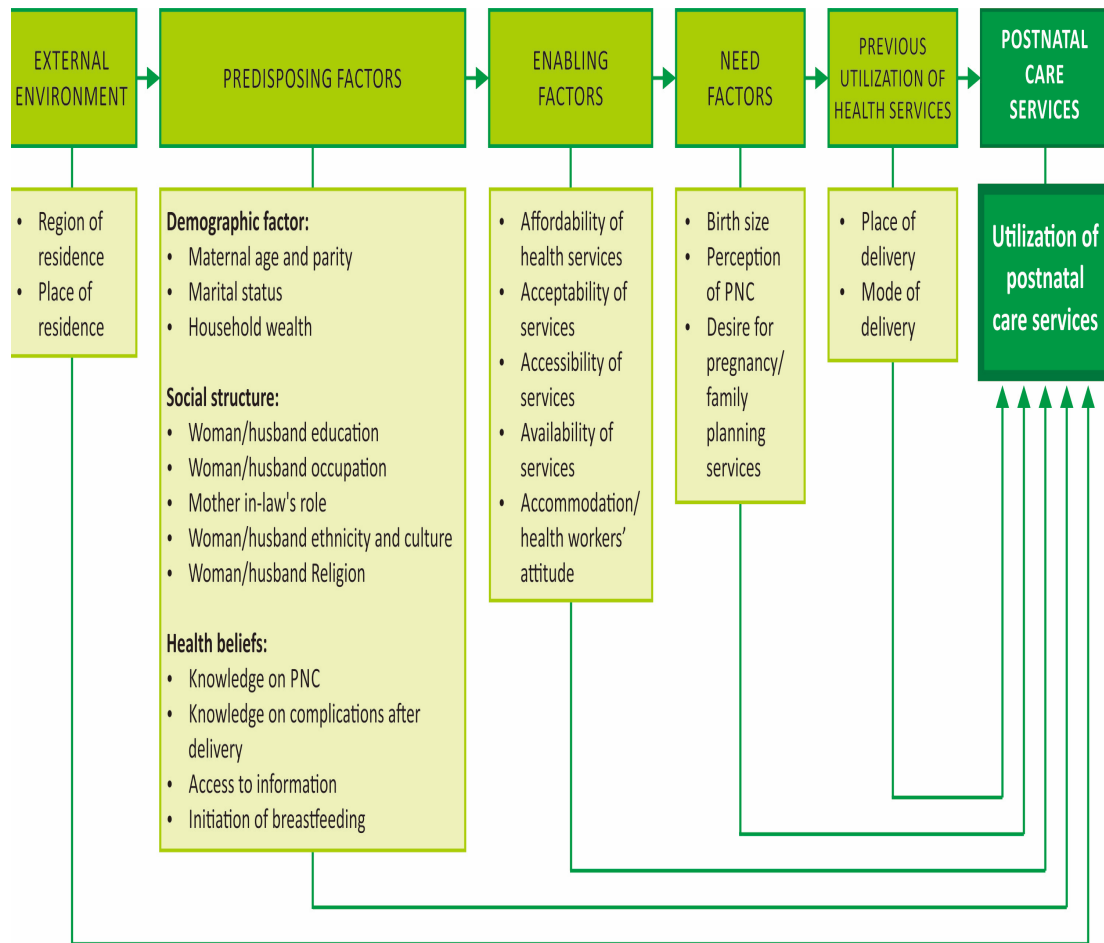 EXTERNAL
ENVIRONMENT
PREDISPOSING FACTORS
ENABLING
FACTORS
NEED
FACTORS
PREVIOUS
UTILIZATION OF
HEALTH SERVICES
POSTNATAL
CARE
SERVICES
• Region of
residence
• Place of
residence
Demographic factor:
• Maternal age and parity
• Marital status
• Household wealth
Social structure:
• Woman/husband education
• Woman/husband occupation
• Mother in-law's role
• Woman/husband ethnicity and culture
• Woman/husband Religion
Health beliefs:
• Knowledge on PNC
• Knowledge on complications after
delivery
• Access to information
• Initiation of breastfeeding
• Affordability of
health services
• Acceptability of
services
• Accessibility of
services
• Availability of
services
• Accommodation/
health workers’
attitude
• Birth size
• Perception
of PNC
• Desire for
pregnancy/
family
planning
services
• Place of
delivery
• Mode of
delivery
Utilization of
postnatal
care services